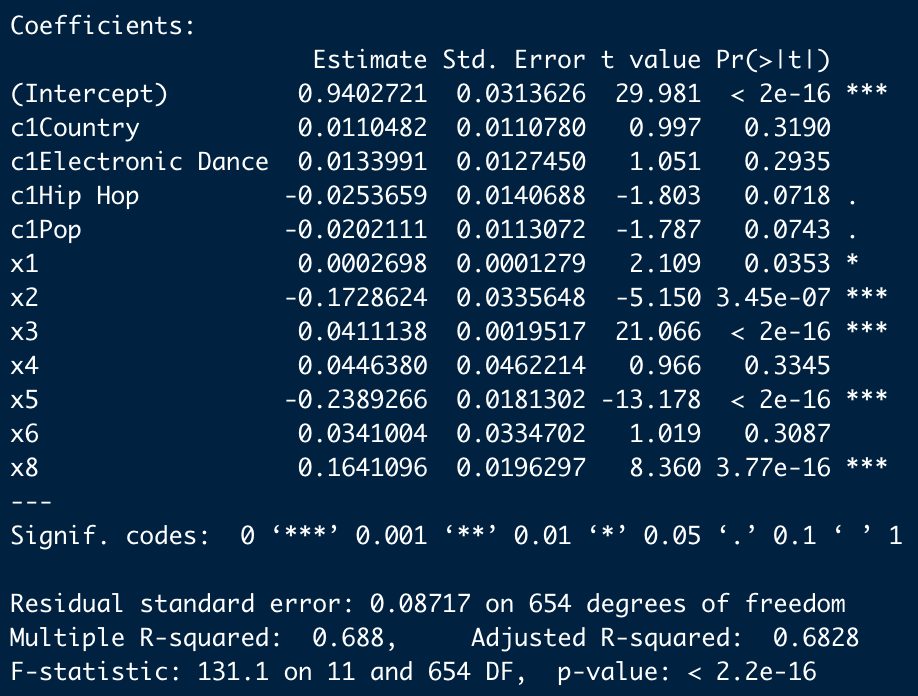 Coefficients:
                  Estimate Std. Error t value Pr(>|t|)
(Intercept)      0.9402721  0.0313626  29.981  < 2e-16 ***
c1Country        0.0110482  0.0110780   0.997   0.3190
c1Electronic Dance  0.0133991  0.0127450   1.051   0.2935
c1Hip Hop       -0.0253659  0.0140688  -1.803   0.0718 .
c1Pop           -0.0202111  0.0113072  -1.787   0.0743 .
x1               0.0002698  0.0001279   2.109   0.0353 *
x2              -0.1728624  0.0335648  -5.150 3.45e-07 ***
x3               0.0411138  0.0019517  21.066  < 2e-16 ***
x4               0.0446380  0.0462214   0.966   0.3345
x5              -0.2389266  0.0181302 -13.178  < 2e-16 ***
x6               0.0341004  0.0334702   1.019   0.3087
x8               0.1641096  0.0196297   8.360 3.77e-16 ***
---
Signif. codes:  0 ‘***’ 0.001 ‘**’ 0.01 ‘*’ 0.05 ‘.’ 0.1 ‘ ’ 1
Residual standard error: 0.08717 on 654 degrees of freedom
Multiple R-squared:  0.688,	Adjusted R-squared:  0.6828
F-statistic: 131.1 on 11 and 654 DF,  p-value: < 2.2e-16